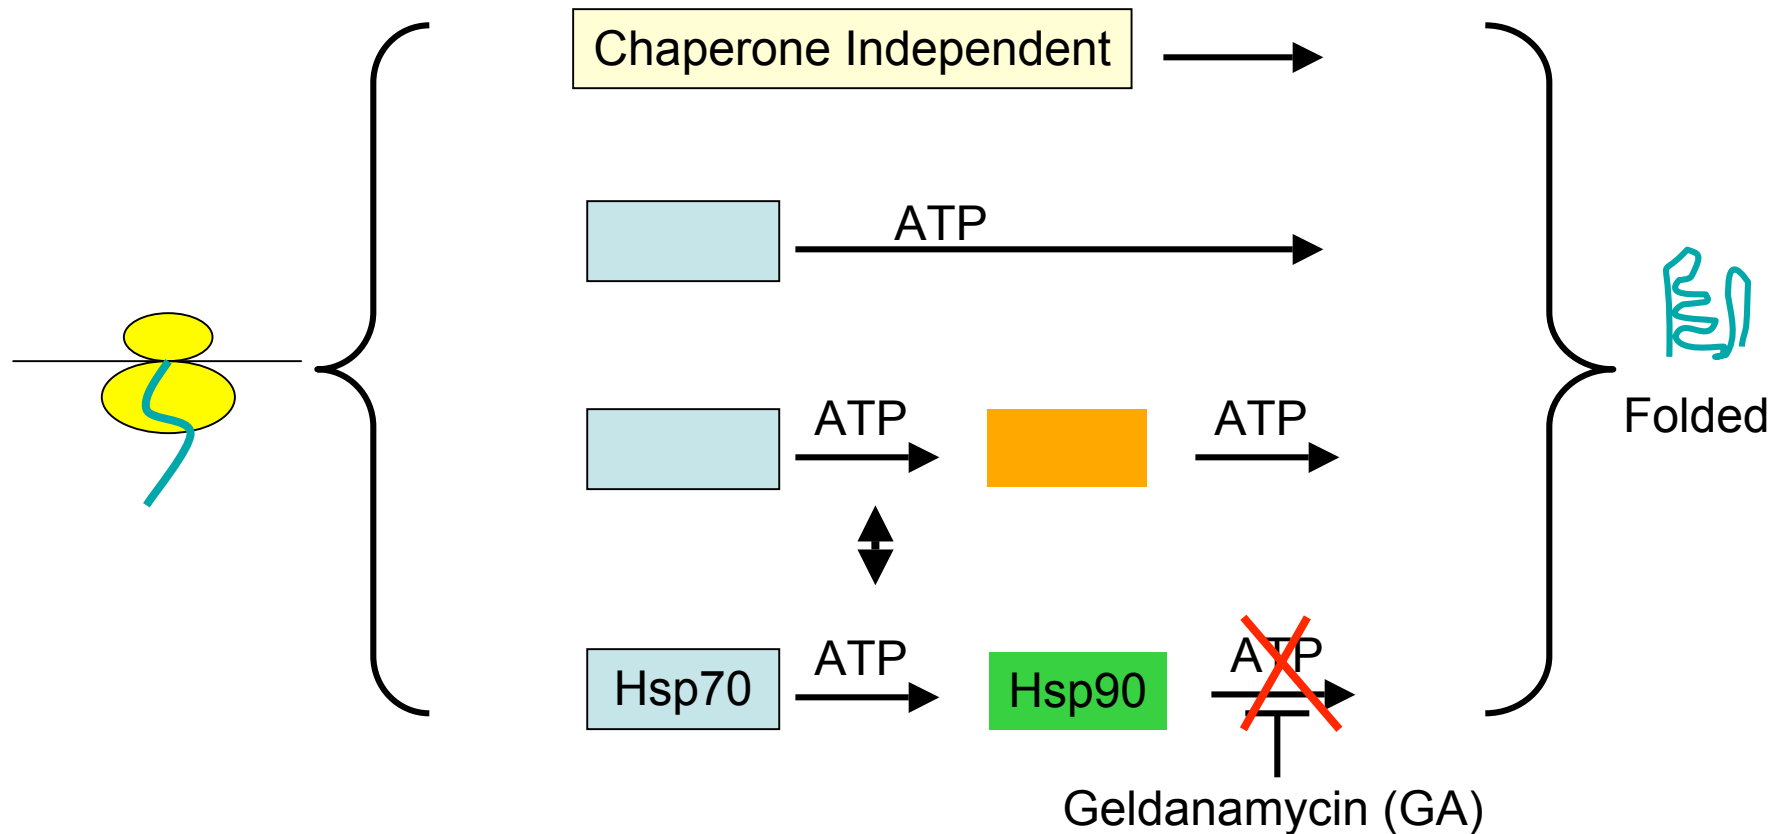 Chaperone Independent
ATP
ATP
ATP
Folded
ATP
ATP
Hsp70
Hsp90
Geldanamycin (GA)